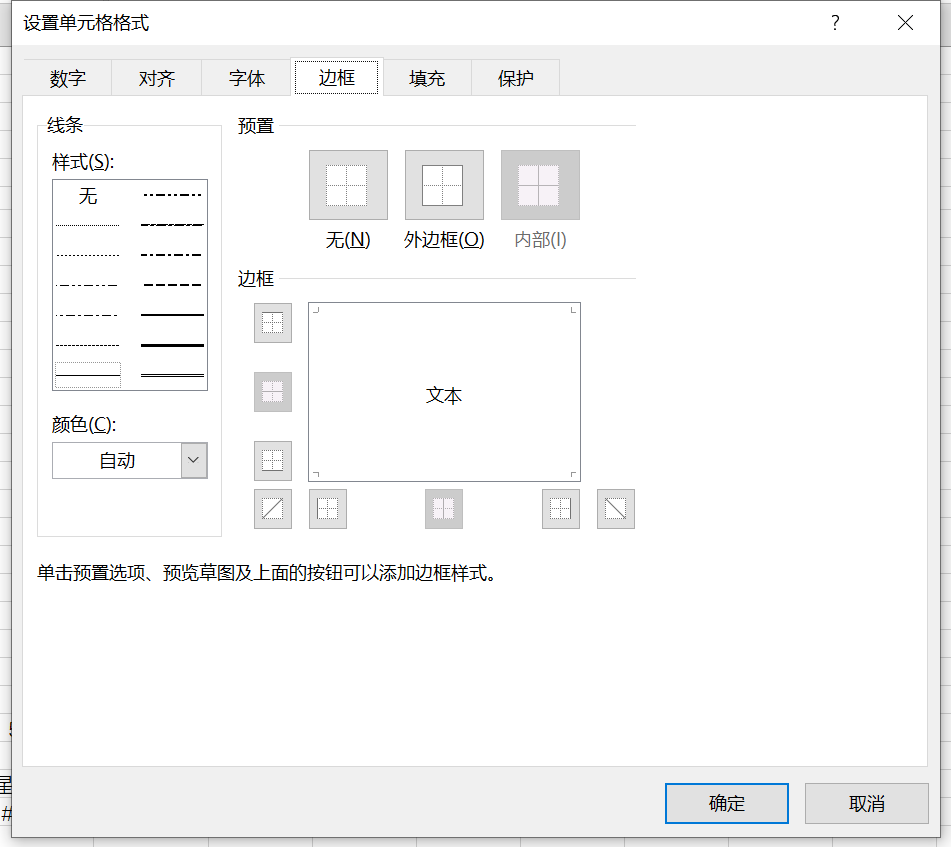 设置单元格格式
?
数字 对齐 字体 边框 填充 保护
线条
样式(S):
无
颜色(C):
自动
预置
无(N) 外边框(O) 内部(I)
边框
文本
单击预置选项、预览草图及上面的按钮可以添加边框样式。
#
确定 取消